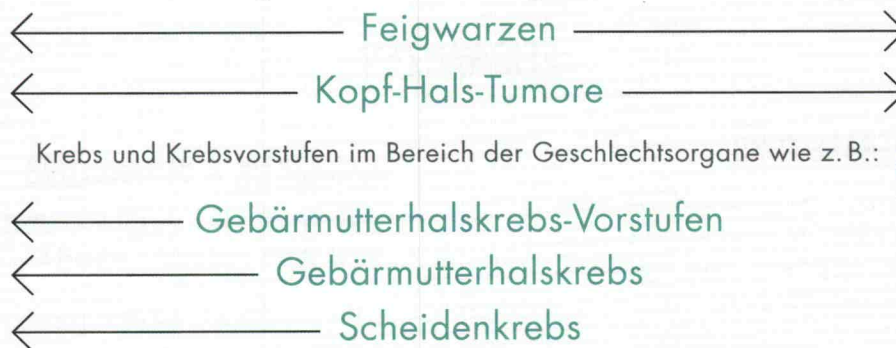 Feigwarzen
Kopf-Hals-Tumore
Krebs und Krebsvorstufen im Bereich der Geschlechtsorgane wie z. B.:
Gebärmutterhalskrebs-Vorstufen
Gebärmutterhalskrebs
Scheidenkrebs